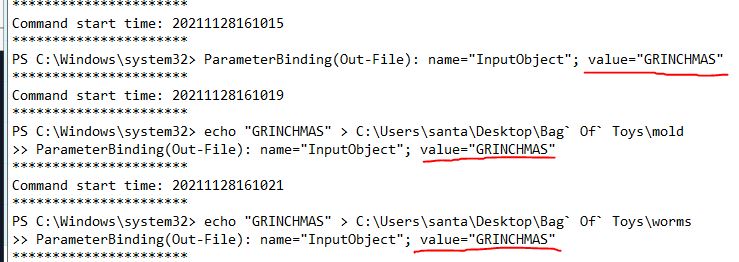 **********************
Command start time: 20211128161015
**********************
PS C:\Windows\system32> ParameterBinding(Out-File): name="InputObject"; value="GRINCHMAS"
**********************
Command start time: 20211128161019
**********************
PS C:\Windows\system32> echo "GRINCHMAS" > C:\Users\santa\Desktop\Bag` Of` Toys\mold
>> ParameterBinding(Out-File): name="InputObject"; value="GRINCHMAS"
**********************
Command start time: 20211128161021
**********************
PS C:\Windows\system32> echo "GRINCHMAS" > C:\Users\santa\Desktop\Bag` Of` Toys\worms
>> ParameterBinding(Out-File): name="InputObject"; value="GRINCHMAS"
**********************